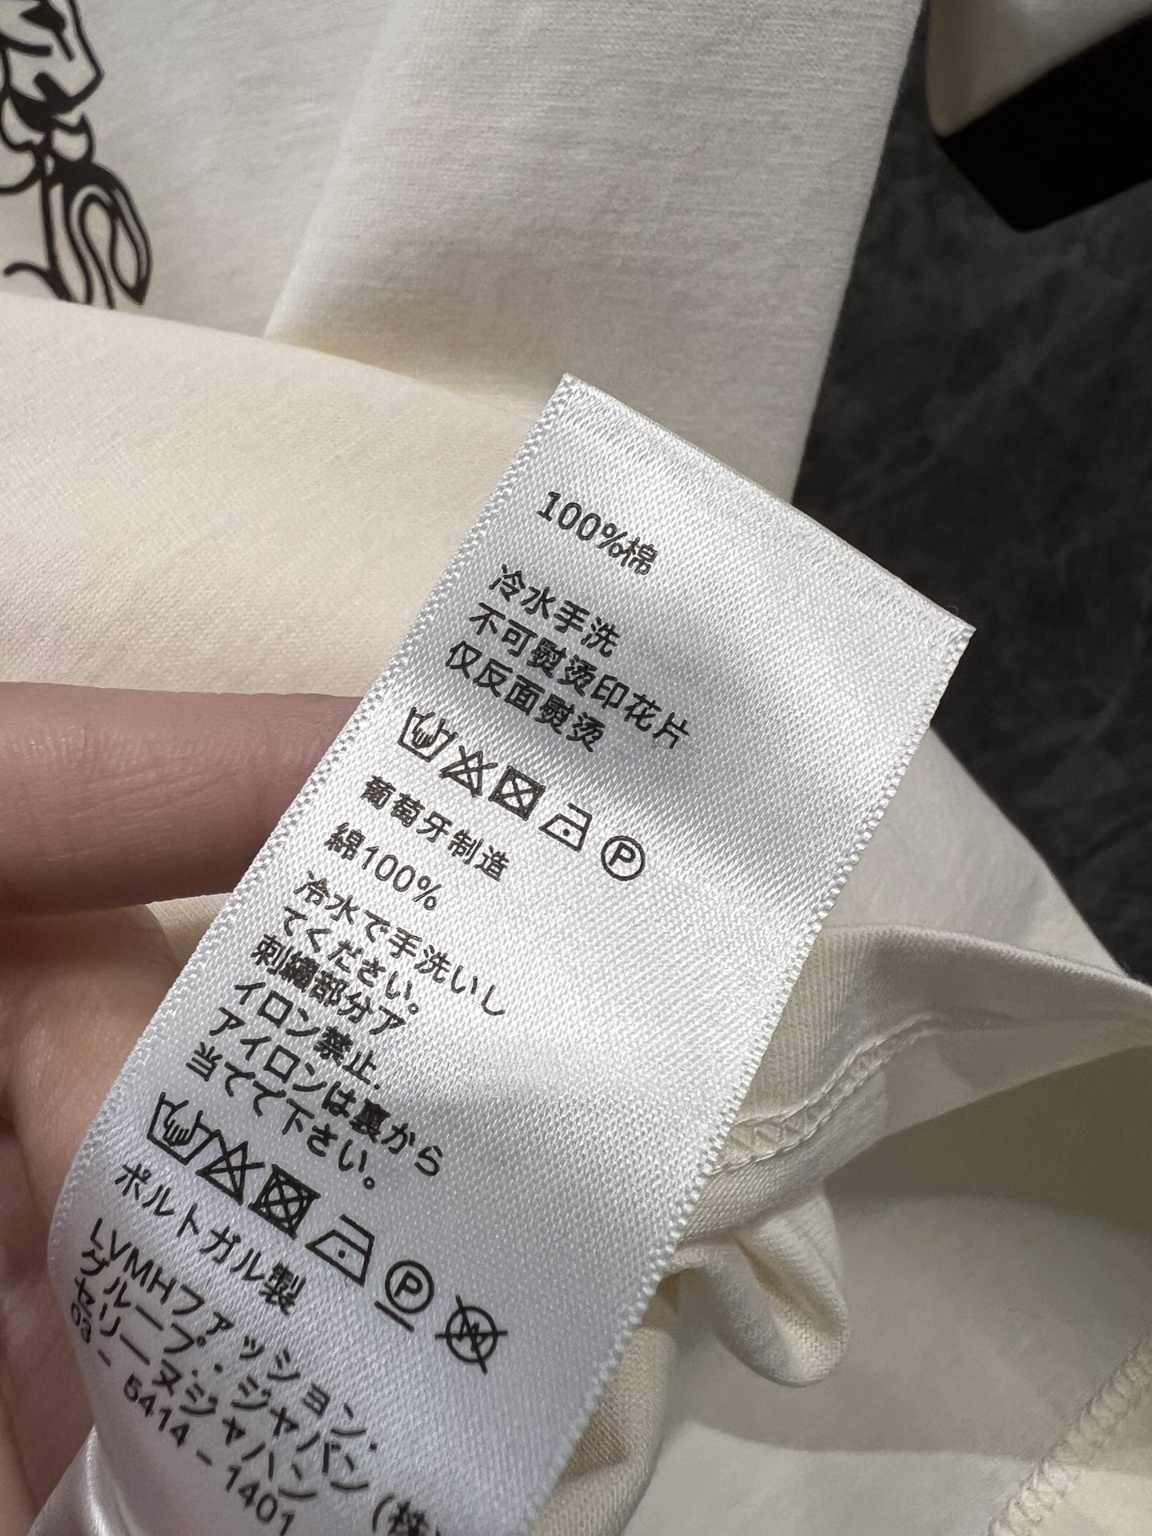 100%棉
冷水手洗
不可熨烫印花片
仅反面熨烫
P
葡萄牙制造
綿100%
冷水で手洗いし
てください。
刺繍部分ア
イロン禁止.
アイロンは裏から
当てて下さい。
P
W
ポルトガル製
LVMHファッション.
グループ・ジャパン (株
セリーヌジャハン
03 - 5414 - 1401